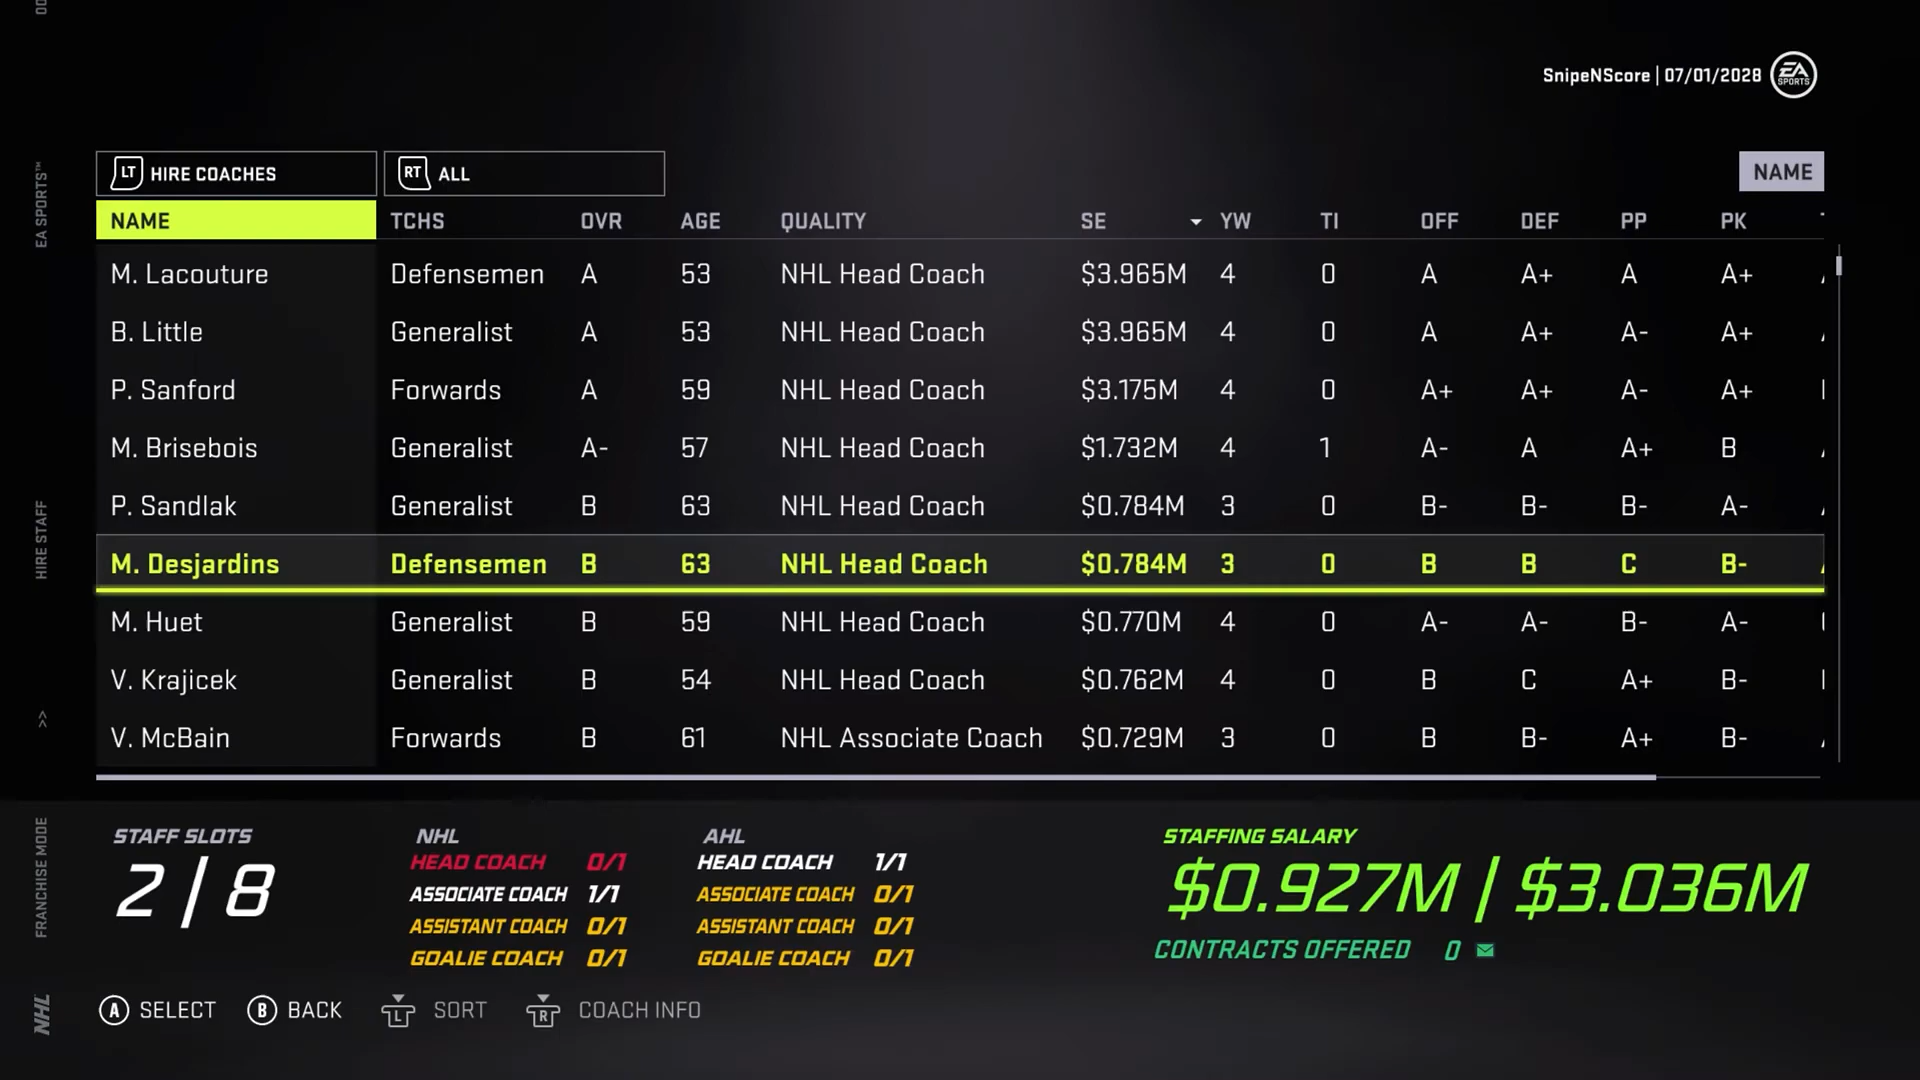 SnipeNScore | 07/01/2028 EA SPORTS
LT HIRE COACHES RT ALL NAME
NAME TCHS OVR AGE QUALITY SE YW TI OFF DEF PP PK
M. Lacouture Defensemen A 53 NHL Head Coach $3.965M 4 0 A A+ A A+
B. Little Generalist A 53 NHL Head Coach $3.965M 4 0 A A+ A- A+
P. Sanford Forwards A 59 NHL Head Coach $3.175M 4 0 A+ A+ A- A+
M. Brisebois Generalist A- 57 NHL Head Coach $1.732M 4 1 A- A A+ B
P. Sandlak Generalist B 63 NHL Head Coach $0.784M 3 0 B- B- B- A-
M. Desjardins Defensemen B 63 NHL Head Coach $0.784M 3 0 B B C B-
M. Huet Generalist B 59 NHL Head Coach $0.770M 4 0 A- A- B- A-
V. Krajicek Generalist B 54 NHL Head Coach $0.762M 4 0 B C A+ B-
V. McBain Forwards B 61 NHL Associate Coach $0.729M 3 0 B B- A+ B-
STAFF SLOTS
2 | 8
NHL
HEAD COACH 0/1
ASSOCIATE COACH 1/1
ASSISTANT COACH 0/1
GOALIE COACH 0/1
AHL
HEAD COACH 1/1
ASSOCIATE COACH 0/1
ASSISTANT COACH 0/1
GOALIE COACH 0/1
STAFFING SALARY
$0.927M | $3.036M
CONTRACTS OFFERED 0
A SELECT B BACK L SORT R COACH INFO
NHL FRANCHISE MODE >> HIRE STAFF EA SPORTS™